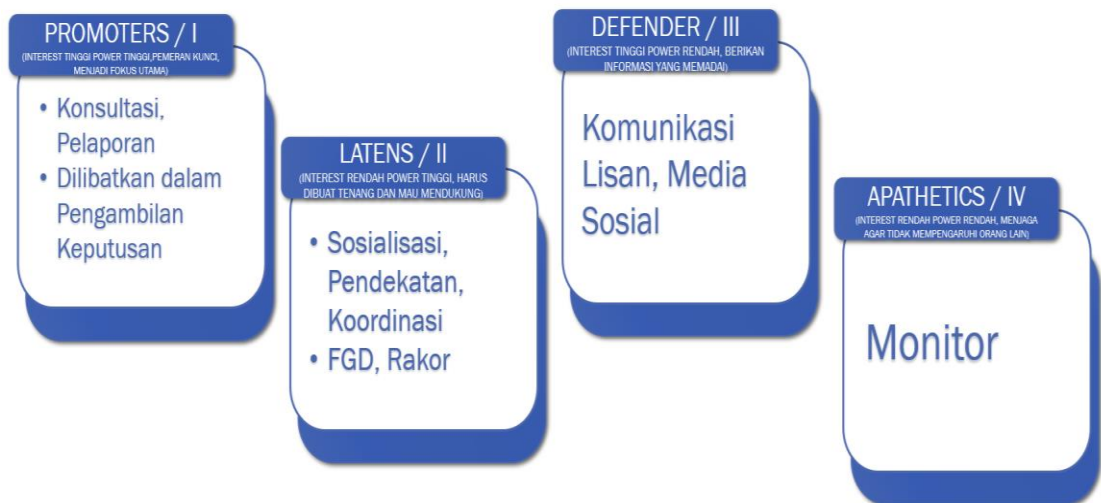 PROMOTERS / I
(INTEREST TINGGI POWER TINGGI,PEMERAN KUNCI,
MENJADI FOKUS UTAMA)
• Konsultasi,
Pelaporan
• Dilibatkan dalam
Pengambilan
Keputusan
LATENS / II
(INTEREST RENDAH POWER TINGGI, HARUS
DIBUAT TENANG DAN MAU MENDUKUNG)
• Sosialisasi,
Pendekatan,
Koordinasi
• FGD, Rakor
DEFENDER / III
(INTEREST TINGGI POWER RENDAH, BERIKAN
INFORMASI YANG MEMADAI)
Komunikasi
Lisan, Media
Sosial
APATHETICS / IV
(INTEREST RENDAH POWER RENDAH, MENJAGA
AGAR TIDAK MEMPENGARUHI ORANG LAIN)
Monitor